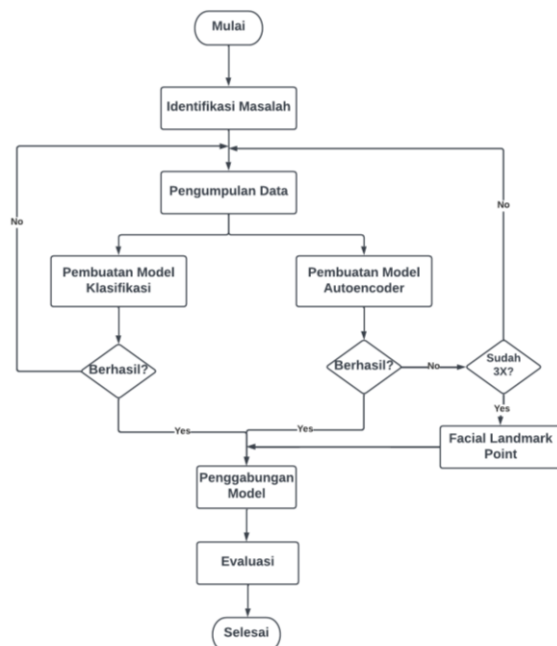 Mulai
Identifikasi Masalah
No
No
Pengumpulan Data
Pembuatan Model
Klasifikasi
Pembuatan Model
Autoencoder
Berhasil?
Berhasil?
No
Sudah
3X?
Yes
Yes
Yes
Facial Landmark
Point
Penggabungan
Model
Evaluasi
Selesai